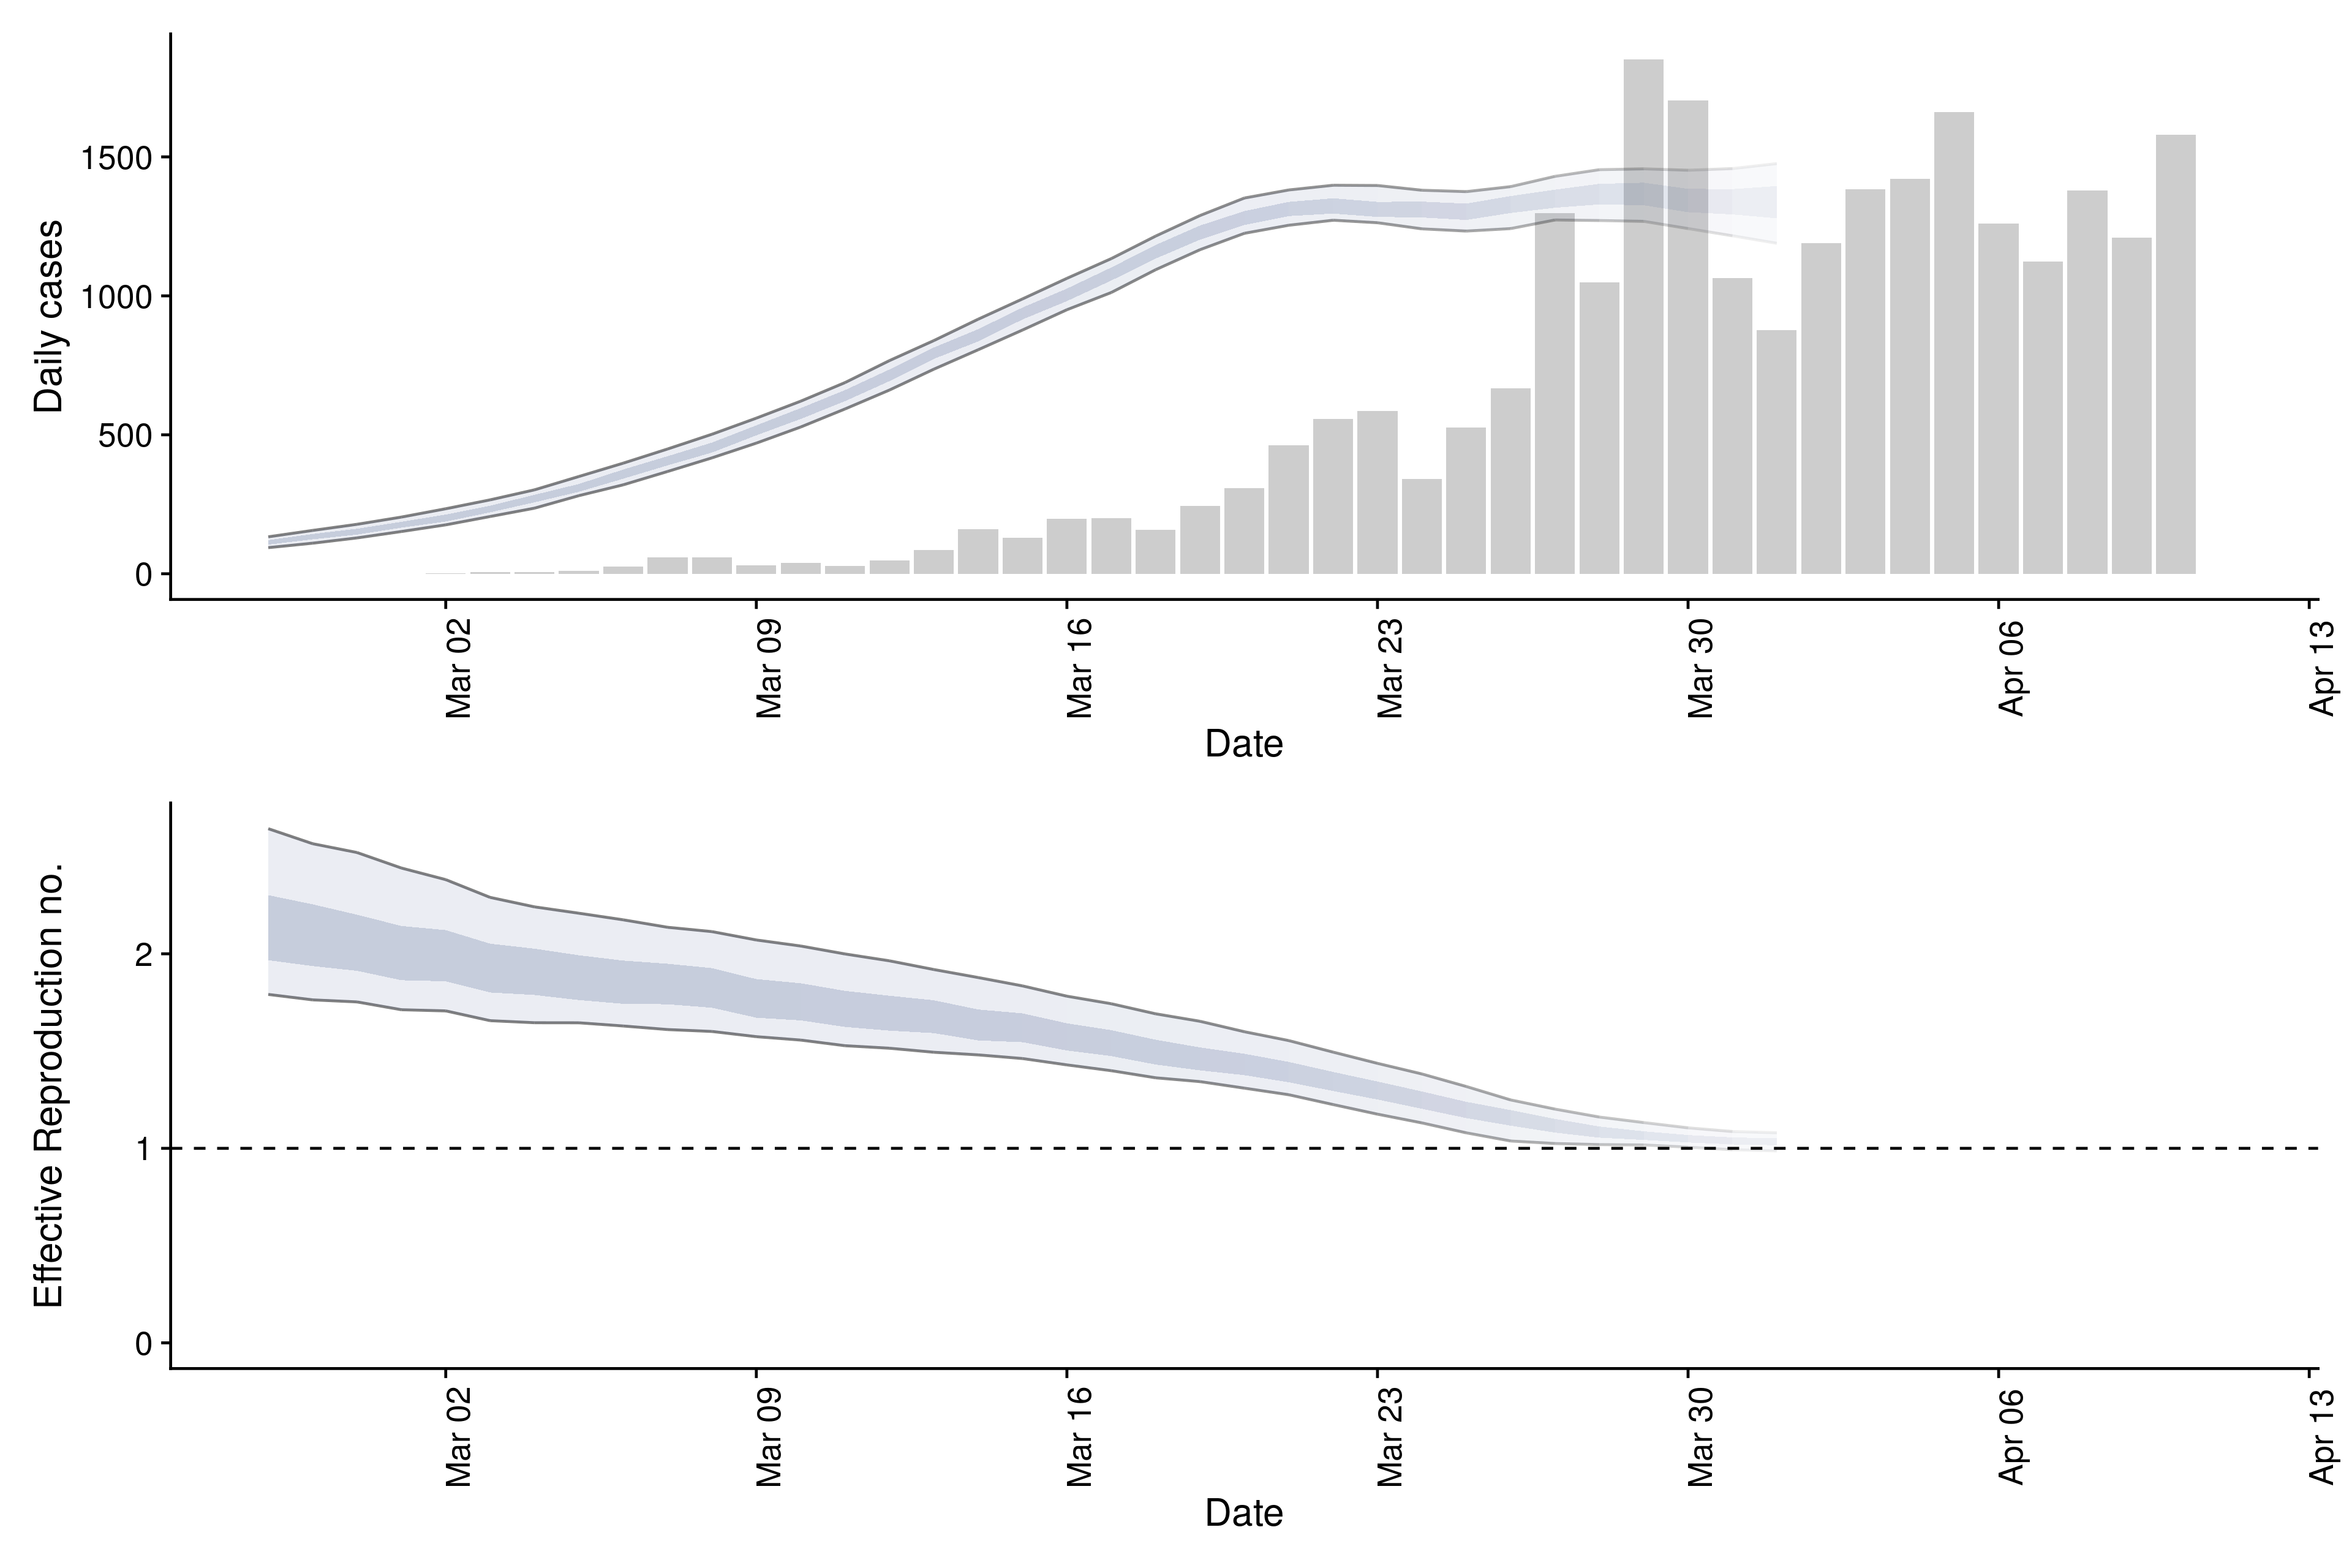 Daily cases
1500
1000
500
0
Mar 02
Mar 09
Mar 16
Mar 23
Mar 30
Apr 06
Apr 13
Date
Effective Reproduction no.
2
1
0
Mar 02
Mar 09
Mar 16
Mar 23
Mar 30
Apr 06
Apr 13
Date